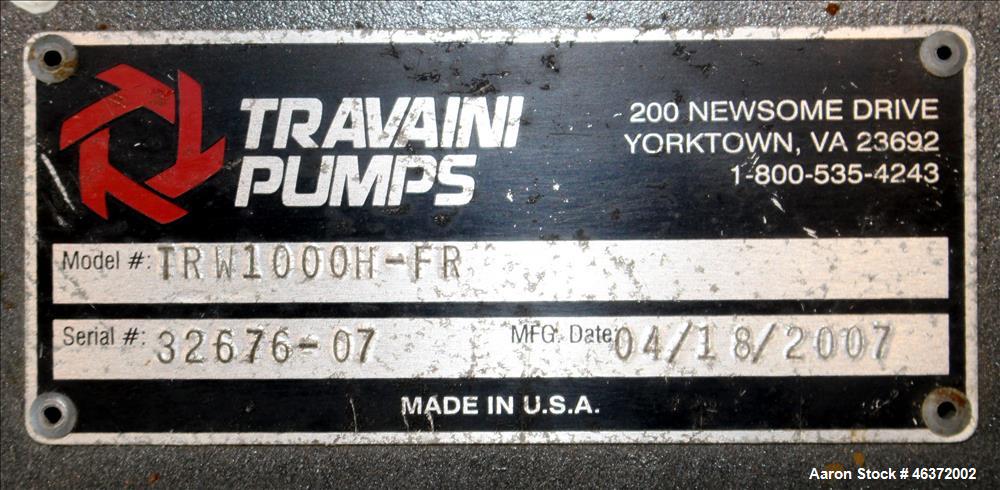 TRAVAINI
PUMPS
200 NEWSOME DRIVE
YORKTOWN, VA 23692
1-800-535-4243
Model #: TRW1000H-FR
Serial #: 32676-07 MFG. Date 04/18/2007
MADE IN U.S.A.
Aaron Stock # 46372002